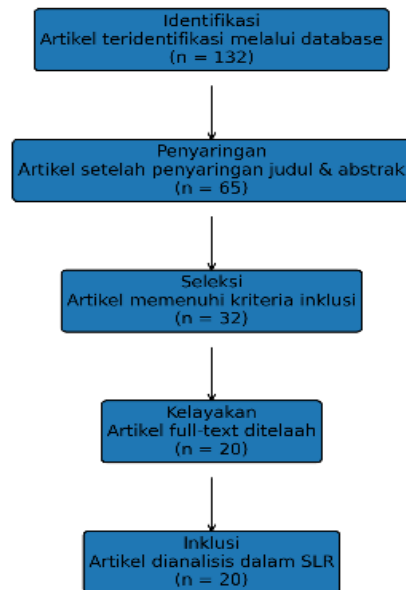 Identifikasi
Artikel teridentifikasi melalui database
(n = 132)
Penyaringan
Artikel setelah penyaringan judul & abstrak
(n = 65)
Seleksi
Artikel memenuhi kriteria inklusi
(n = 32)
Kelayakan
Artikel full-text ditelaah
(n = 20)
Inklusi
Artikel dianalisis dalam SLR
(n = 20)